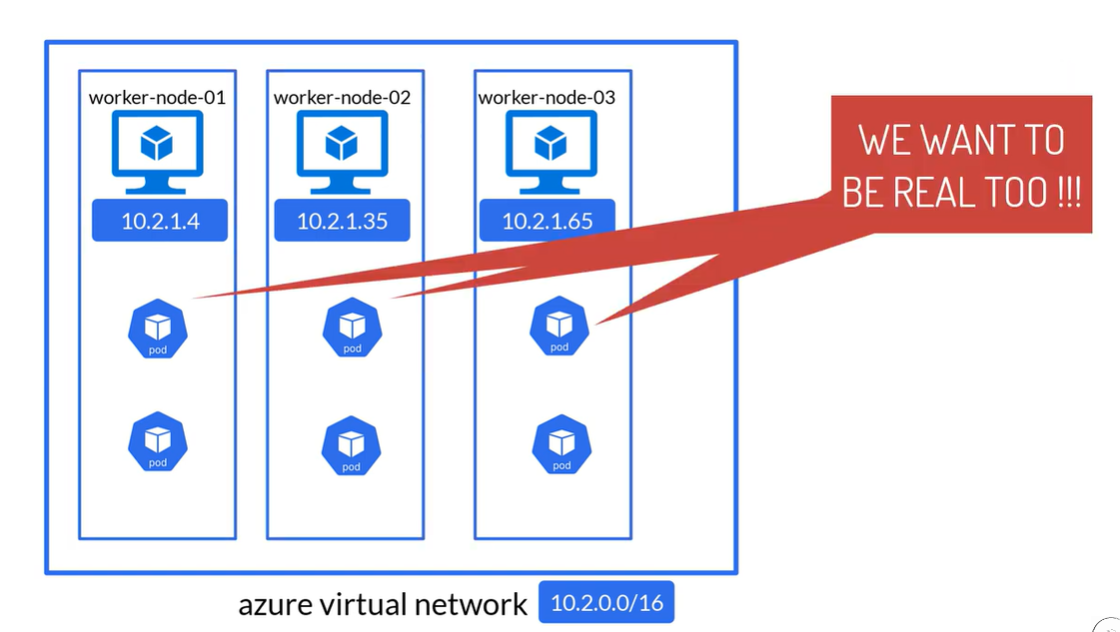 worker-node-01
worker-node-02
worker-node-03
10.2.1.4
10.2.1.35
10.2.1.65
WE WANT TO
BE REAL TOO !!!
pod
pod
pod
pod
pod
pod
azure virtual network
10.2.0.0/16